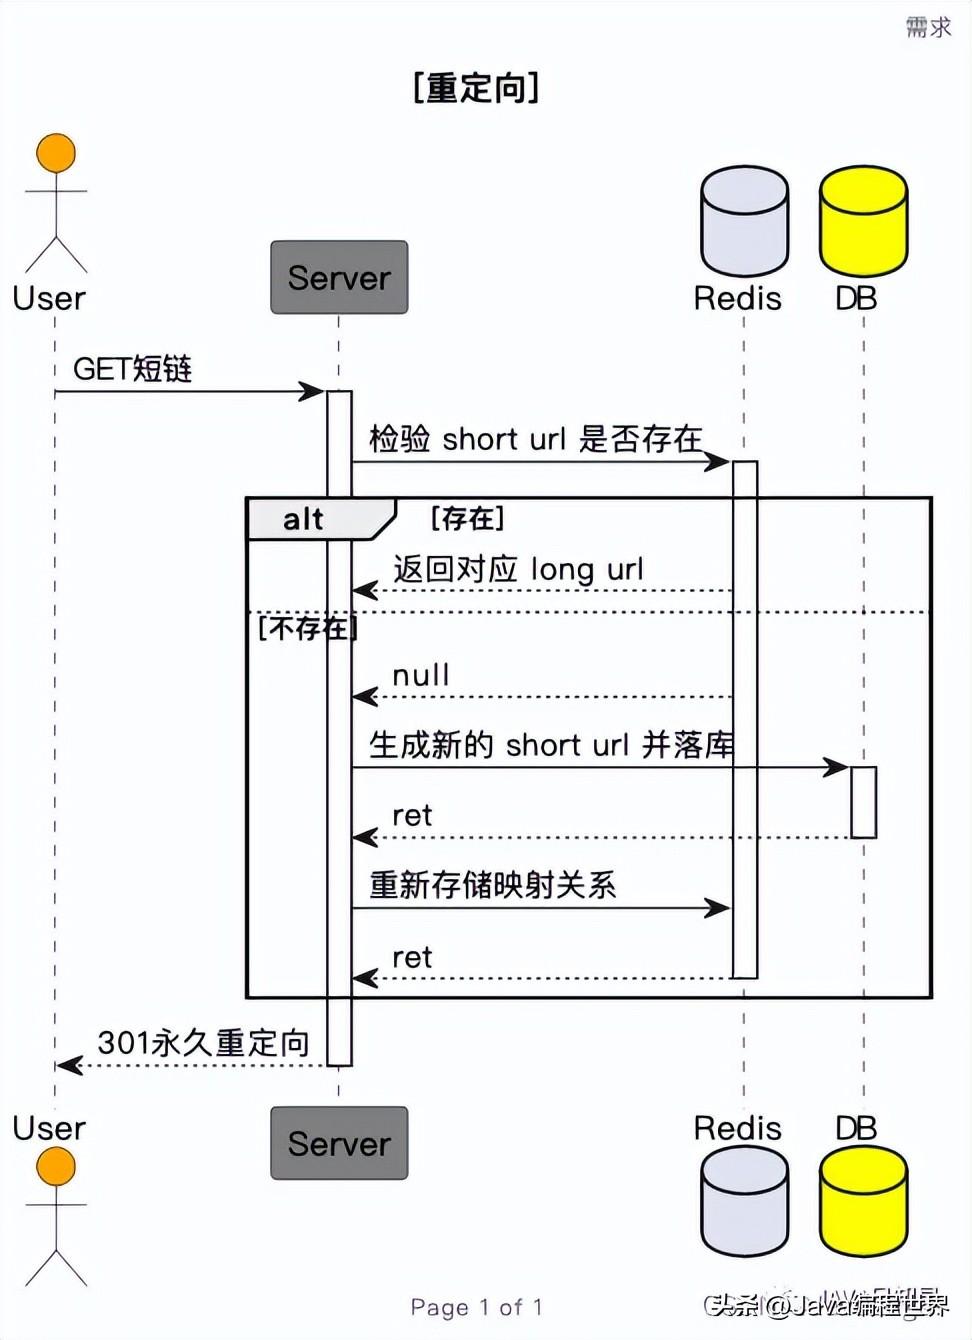 需求
[重定向]
User
Server
Redis
DB
GET短链
检验 short url 是否存在
alt
[存在]
返回对应 long url
[不存在]
null
生成新的 short url 并落库
ret
重新存储映射关系
ret
301永久重定向
User
Server
Redis
DB
Page 1 of 1
头条 @Java编程世界